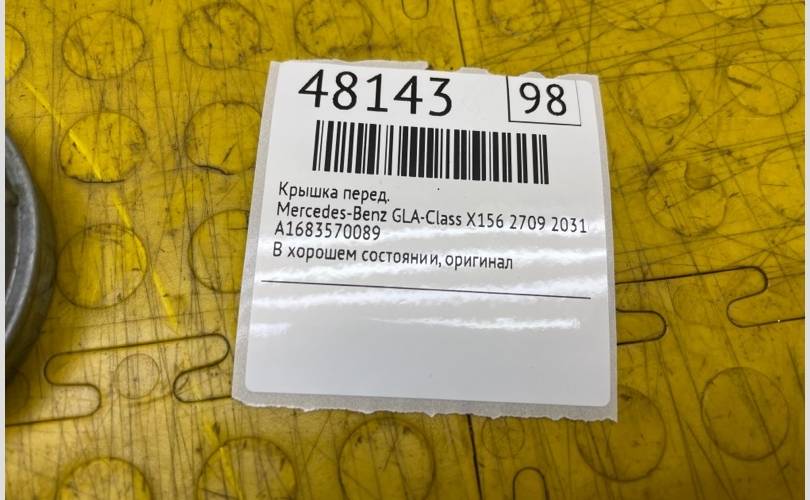 48143 98
Крышка перед.
Mercedes-Benz GLA-Class X156 2709 2031
A1683570089
В хорошем состоянии, оригинал